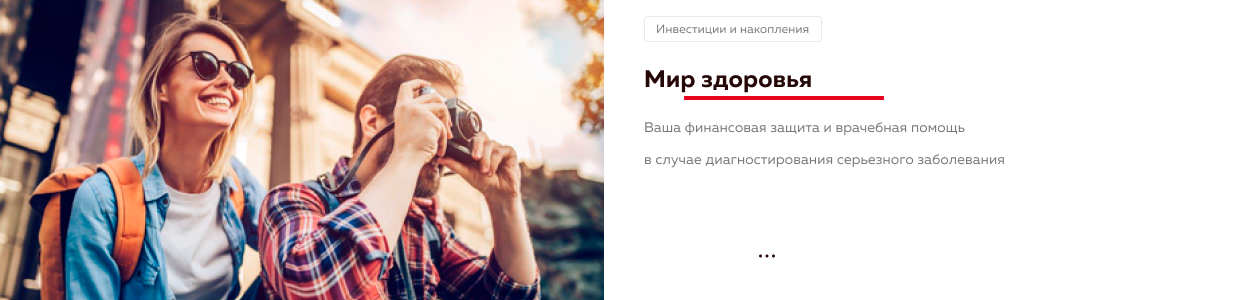 Инвестиции и накопления
Мир здоровья
Ваша финансовая защита и врачебная помощь
в случае диагностирования серьезного заболевания
...